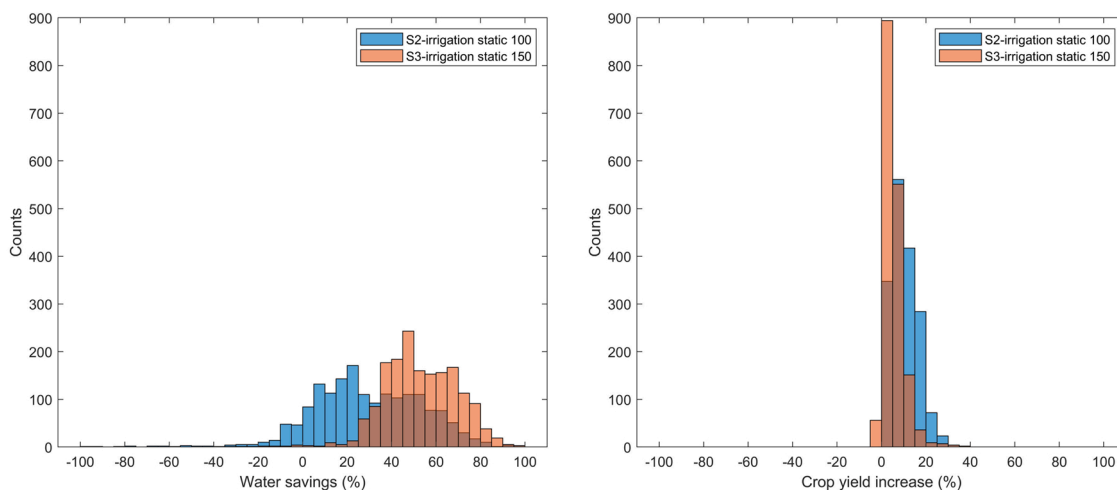 900
800
700
600
500
400
300
200
100
0
Counts
S2-irrigation static 100
S3-irrigation static 150
-100 -80 -60 -40 -20 0 20 40 60 80 100
Water savings (%)
900
800
700
600
500
400
300
200
100
0
Counts
S2-irrigation static 100
S3-irrigation static 150
-100 -80 -60 -40 -20 0 20 40 60 80 100
Crop yield increase (%)